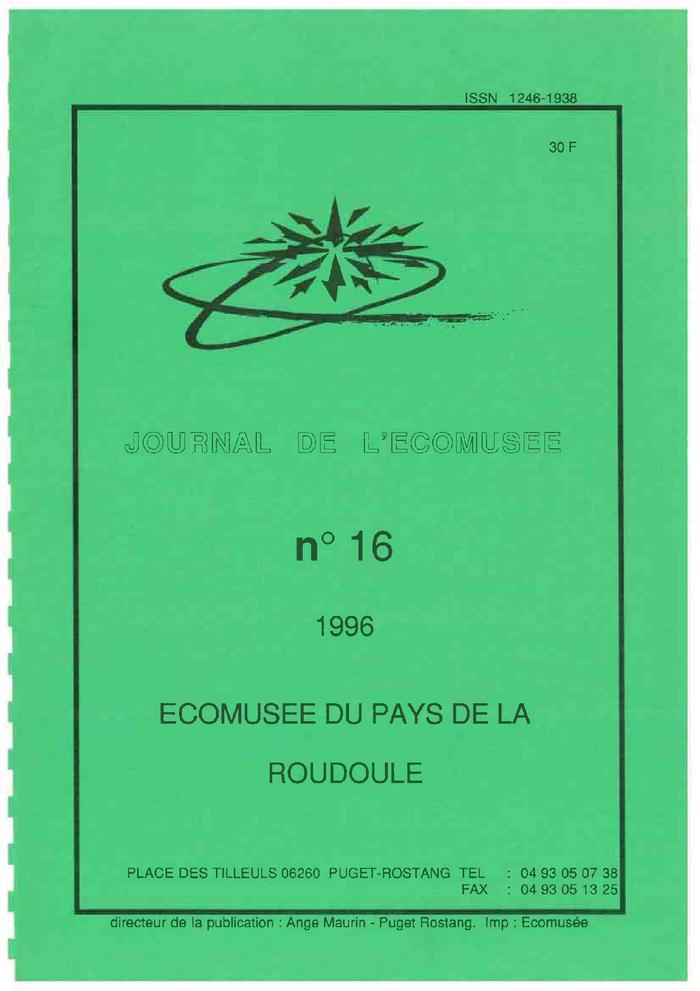 ISSN 1246-1938
30 F
JOURNAL DE L'ECOMUSEE
n° 16
1996
ECOMUSEE DU PAYS DE LA
ROUDOULE
PLACE DES TILLEULS 06260 PUGET-ROSTANG TEL : 04 93 05 07 38
FAX : 04 93 05 13 25
directeur de la publication : Ange Maurin - Puget Rostang. Imp : Ecomusée